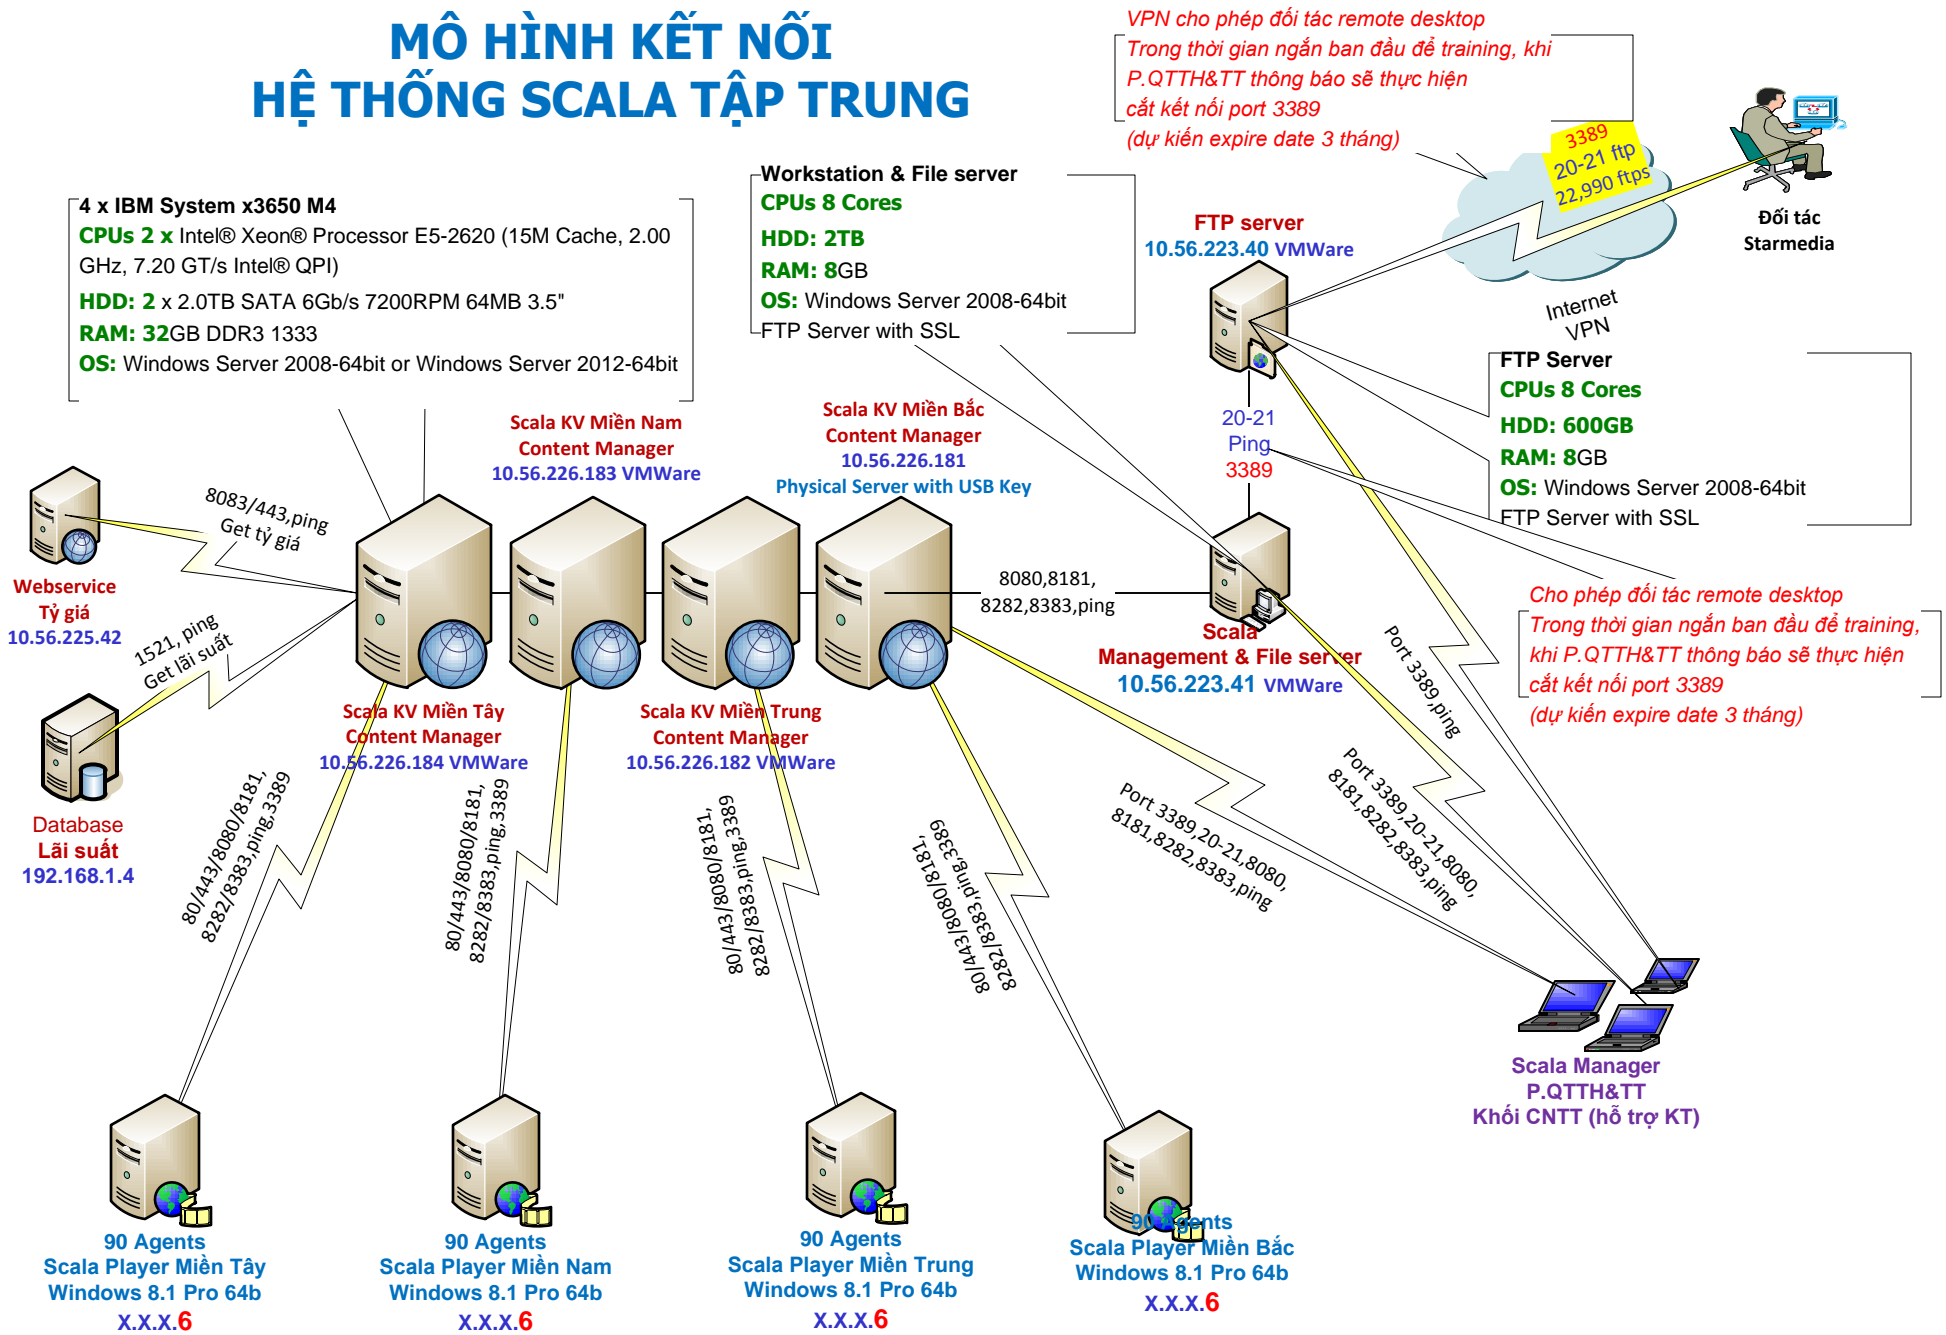 MÔ HÌNH KẾT NỐI
HỆ THỐNG SCALA TẬP TRUNG
VPN cho phép đối tác remote desktop
Trong thời gian ngắn ban đầu để training, khi
P.QTTH&TT thông báo sẽ thực hiện
cắt kết nối port 3389
(dự kiến expire date 3 tháng)
3389
20-21 ftp
22,990 ftps
Đối tác
Starmedia
Internet
VPN
4 x IBM System x3650 M4
CPUs 2 x Intel® Xeon® Processor E5-2620 (15M Cache, 2.00
GHz, 7.20 GT/s Intel® QPI)
HDD: 2 x 2.0TB SATA 6Gb/s 7200RPM 64MB 3.5"
RAM: 32GB DDR3 1333
OS: Windows Server 2008-64bit or Windows Server 2012-64bit
Workstation & File server
CPUs 8 Cores
HDD: 2TB
RAM: 8GB
OS: Windows Server 2008-64bit
FTP Server with SSL
FTP server
10.56.223.40 VMWare
FTP Server
CPUs 8 Cores
HDD: 600GB
RAM: 8GB
OS: Windows Server 2008-64bit
FTP Server with SSL
20-21
Ping
3389
Scala KV Miền Nam
Content Manager
10.56.226.183 VMWare
Scala KV Miền Bắc
Content Manager
10.56.226.181
Physical Server with USB Key
8083/443,ping
Get tỷ giá
Webservice
Tỷ giá
10.56.225.42
1521, ping
Get lãi suất
Database
Lãi suất
192.168.1.4
8080,8181,
8282,8383,ping
Scala
Management & File server
10.56.223.41 VMWare
Cho phép đối tác remote desktop
Trong thời gian ngắn ban đầu để training,
khi P.QTTH&TT thông báo sẽ thực hiện
cắt kết nối port 3389
(dự kiến expire date 3 tháng)
Scala KV Miền Tây
Content Manager
10.56.226.184 VMWare
Scala KV Miền Trung
Content Manager
10.56.226.182 VMWare
80/443/8080/8181,
8282/8383,ping,3389
80/443/8080/8181,
8282/8383,ping,3389
80/443/8080/8181,
8282/8383,ping,3389
80/443/8080/8181,
8282/8383,ping,3389
Port 3389,20-21,8080,
8181,8282,8383,ping
Port 3389,ping
Port 3389,20-21,8080,
8181,8282,8383,ping
Scala Manager
P.QTTH&TT
Khối CNTT (hỗ trợ KT)
90 Agents
Scala Player Miền Tây
Windows 8.1 Pro 64b
X.X.X.6
90 Agents
Scala Player Miền Nam
Windows 8.1 Pro 64b
X.X.X.6
90 Agents
Scala Player Miền Trung
Windows 8.1 Pro 64b
X.X.X.6
90 Agents
Scala Player Miền Bắc
Windows 8.1 Pro 64b
X.X.X.6